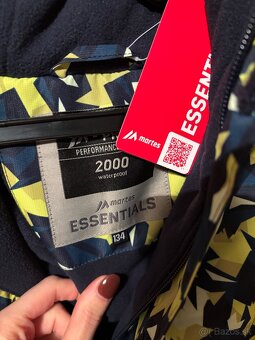 ESSENTIALS
martes
PERFORMANCE
2000
waterproof
martes
ESSENTIALS
134